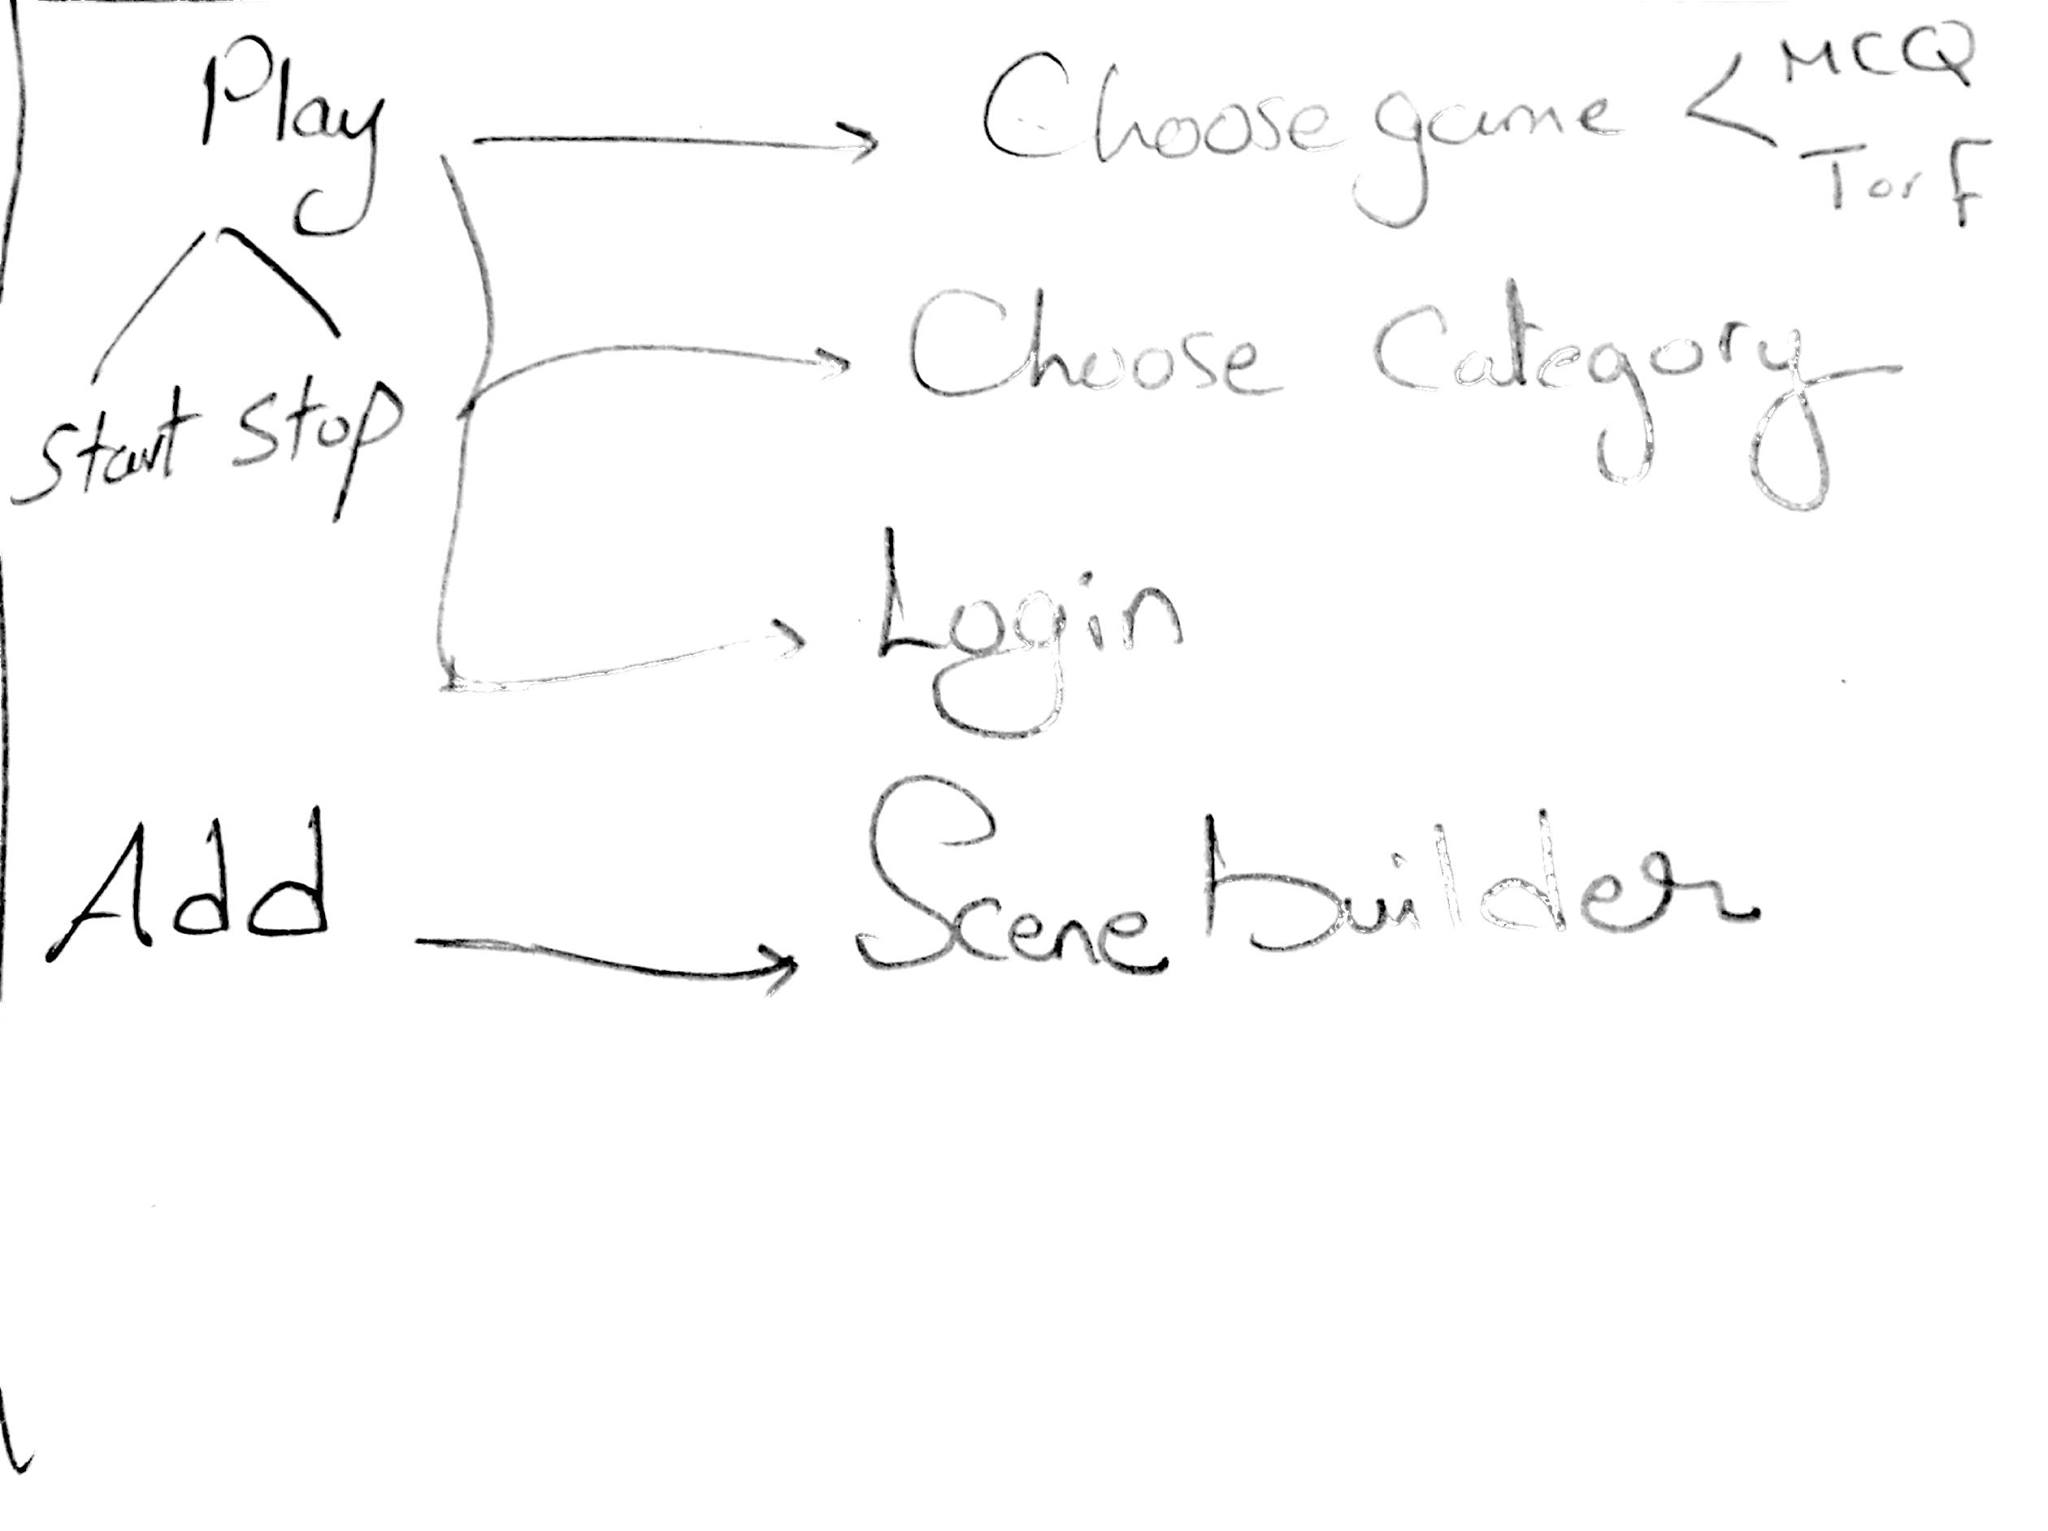 Play
Choose game
MCQ
T or F
Start Stop
Choose Category
Login
Add
Scene builder